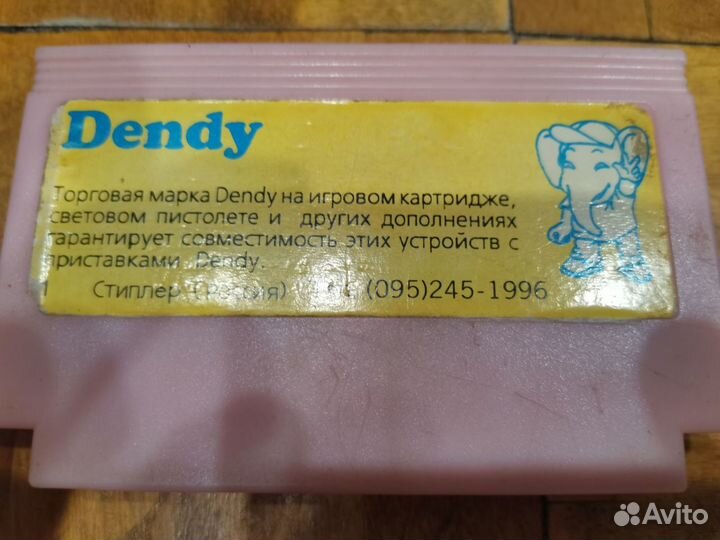 Dendy
Торговая марка Dendy на игровом картридже,
световом пистолете и других дополнениях
гарантирует совместимость этих устройств с
приставками Dendy.
Стиплер (Россия) (095)245-1996
Avito